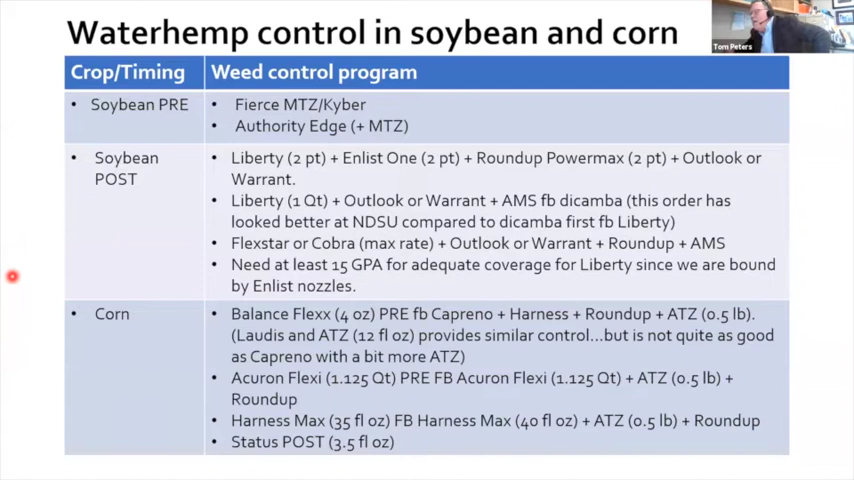 Waterhemp control in soybean and corn
Tom Peters
Crop/Timing
Weed control program
• Soybean PRE
• Fierce MTZ/Kyber
• Authority Edge (+ MTZ)
• Soybean
POST
• Liberty (2 pt) + Enlist One (2 pt) + Roundup Powermax (2 pt) + Outlook or
Warrant.
• Liberty (1 Qt) + Outlook or Warrant + AMS fb dicamba (this order has
looked better at NDSU compared to dicamba first fb Liberty)
• Flexstar or Cobra (max rate) + Outlook or Warrant + Roundup + AMS
• Need at least 15 GPA for adequate coverage for Liberty since we are bound
by Enlist nozzles.
• Corn
• Balance Flexx (4 oz) PRE fb Capreno + Harness + Roundup + ATZ (0.5 lb).
(Laudis and ATZ (12 fl oz) provides similar control...but is not quite as good
as Capreno with a bit more ATZ)
• Acuron Flexi (1.125 Qt) PRE FB Acuron Flexi (1.125 Qt) + ATZ (0.5 lb) +
Roundup
• Harness Max (35 fl oz) FB Harness Max (40 fl oz) + ATZ (0.5 lb) + Roundup
• Status POST (3.5 fl oz)